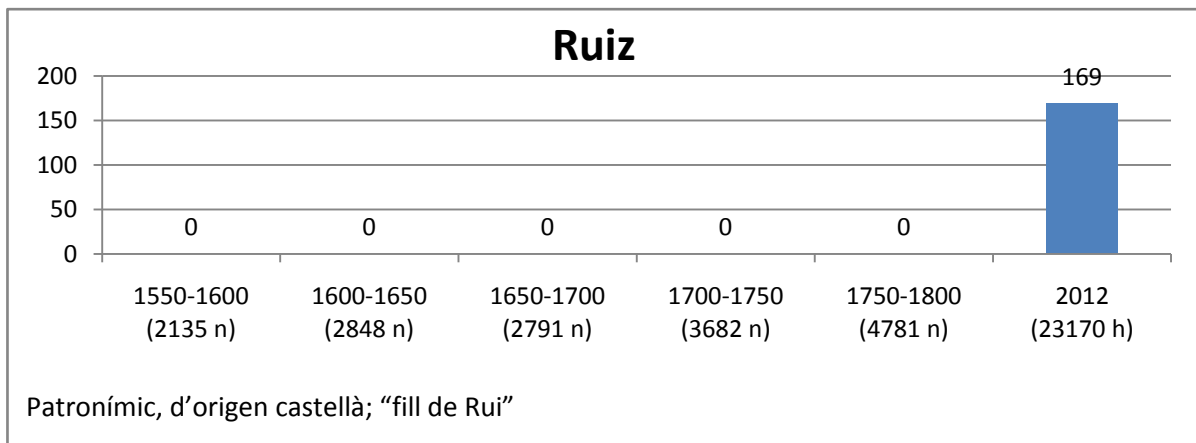 Ruiz
200
150
100
50
0
0
0
0
0
0
169
1550-1600
(2135 n)
1600-1650
(2848 n)
1650-1700
(2791 n)
1700-1750
(3682 n)
1750-1800
(4781 n)
2012
(23170 h)
Patronímic, d’origen castellà; “fill de Rui”